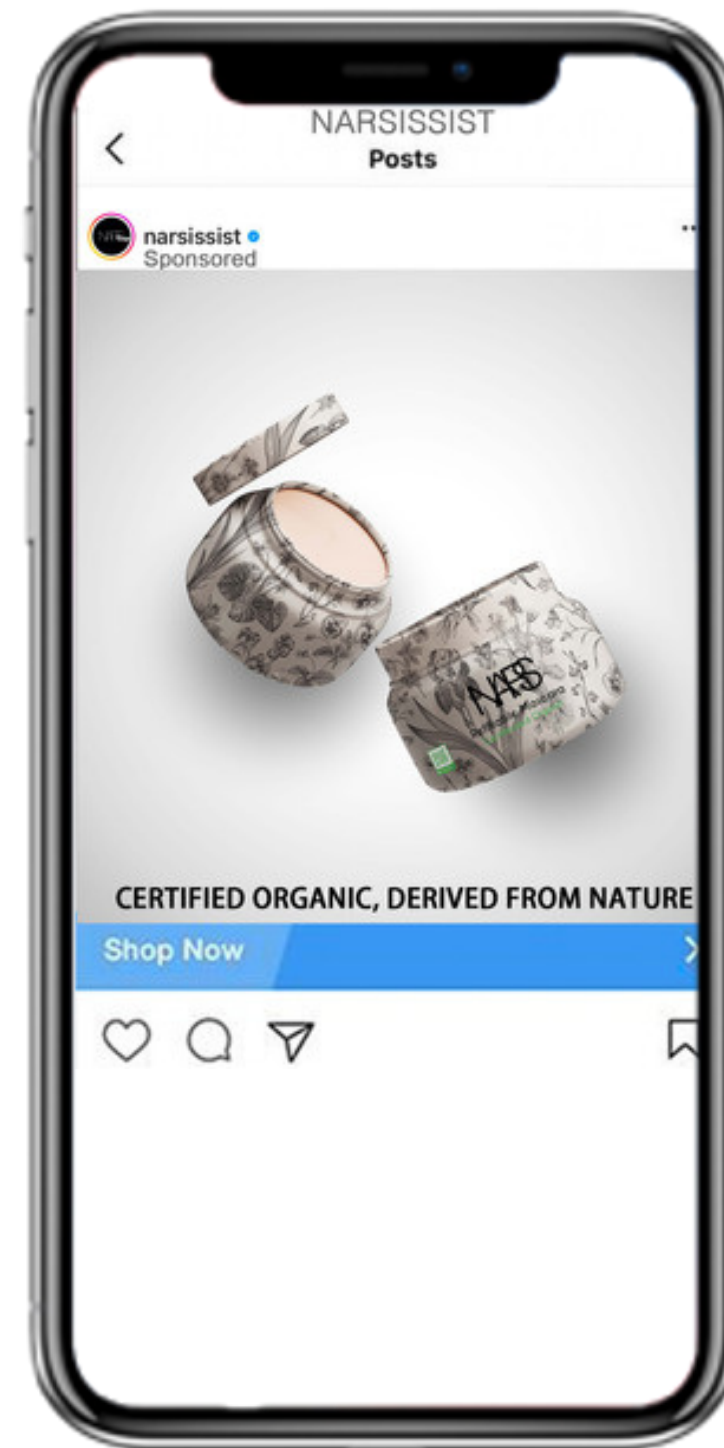 NARSISSIST
Posts
narsissist
Sponsored
NARS
CERTIFIED ORGANIC, DERIVED FROM NATURE
Shop Now